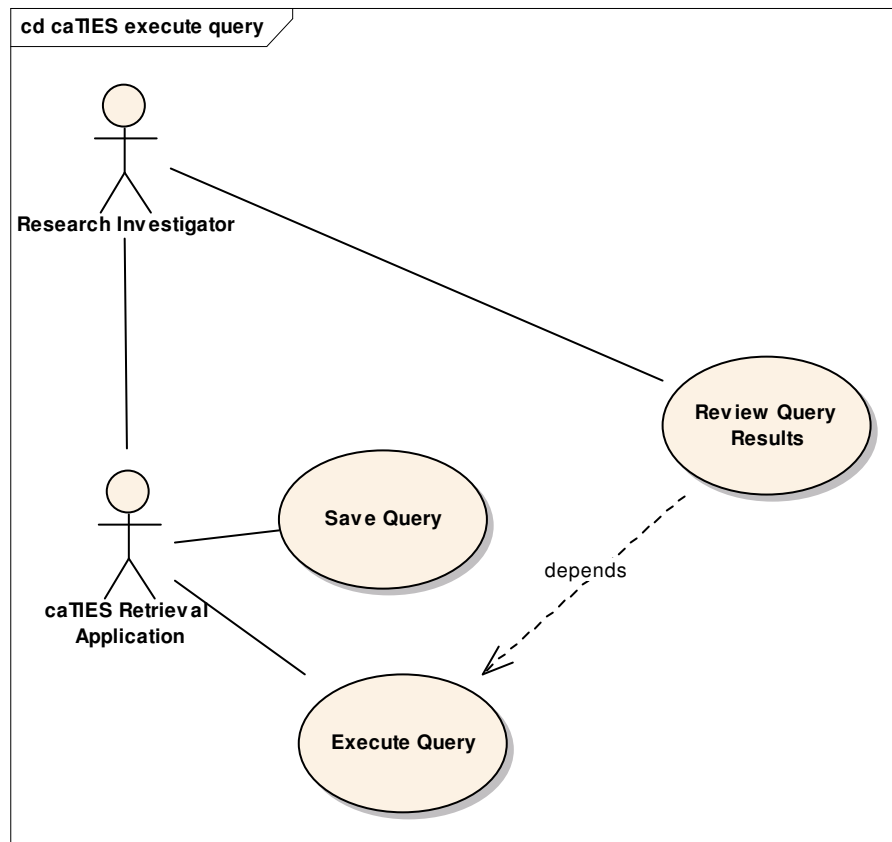 cd caTIES execute query
Research Investigator
Review Query
Results
Save Query
depends
caTIES Retrieval
Application
Execute Query